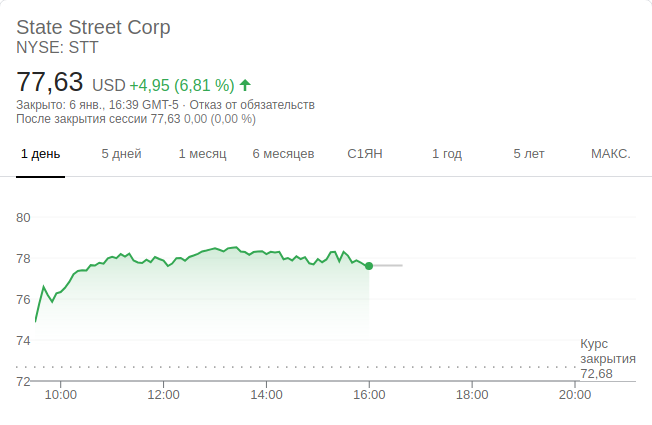 State Street Corp
NYSE: STT
77,63 USD +4,95 (6,81 %)
Закрыто: 6 янв., 16:39 GMT-5 · Отказ от обязательств
После закрытия сессии 77,63 0,00 (0,00 %)
1 день 5 дней 1 месяц 6 месяцев С1ЯН 1 год 5 лет МАКС.
80
78
76
74
Курс
закрытия
72,68
72
10:00 12:00 14:00 16:00 18:00 20:00